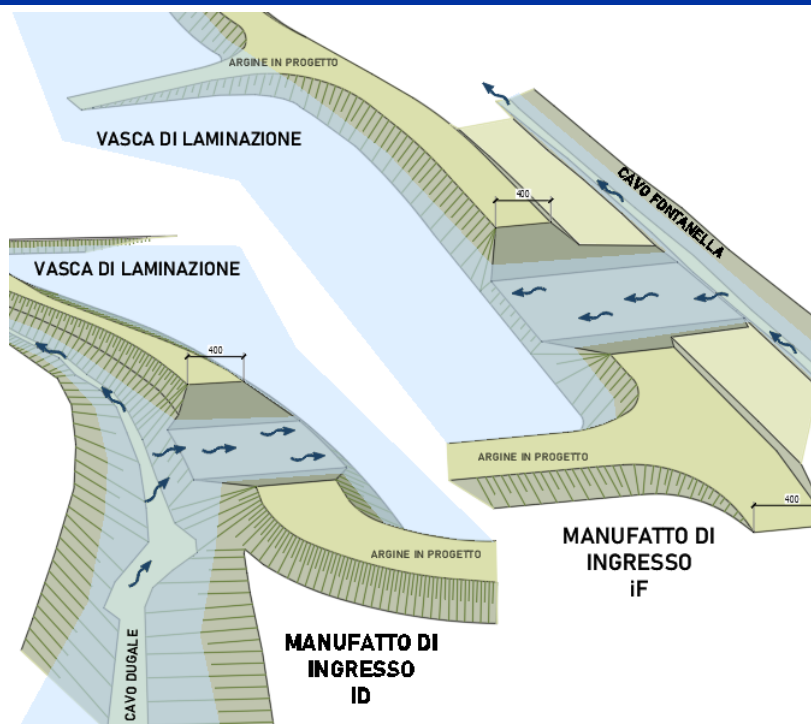 ARGINE IN PROGETTO
VASCA DI LAMINAZIONE
CAVO FONTANELLA
400
VASCA DI LAMINAZIONE
400
ARGINE IN PROGETTO
400
MANUFATTO DI
INGRESSO
iF
ARGINE IN PROGETTO
CAVO DUGALE
MANUFATTO DI
INGRESSO
ID